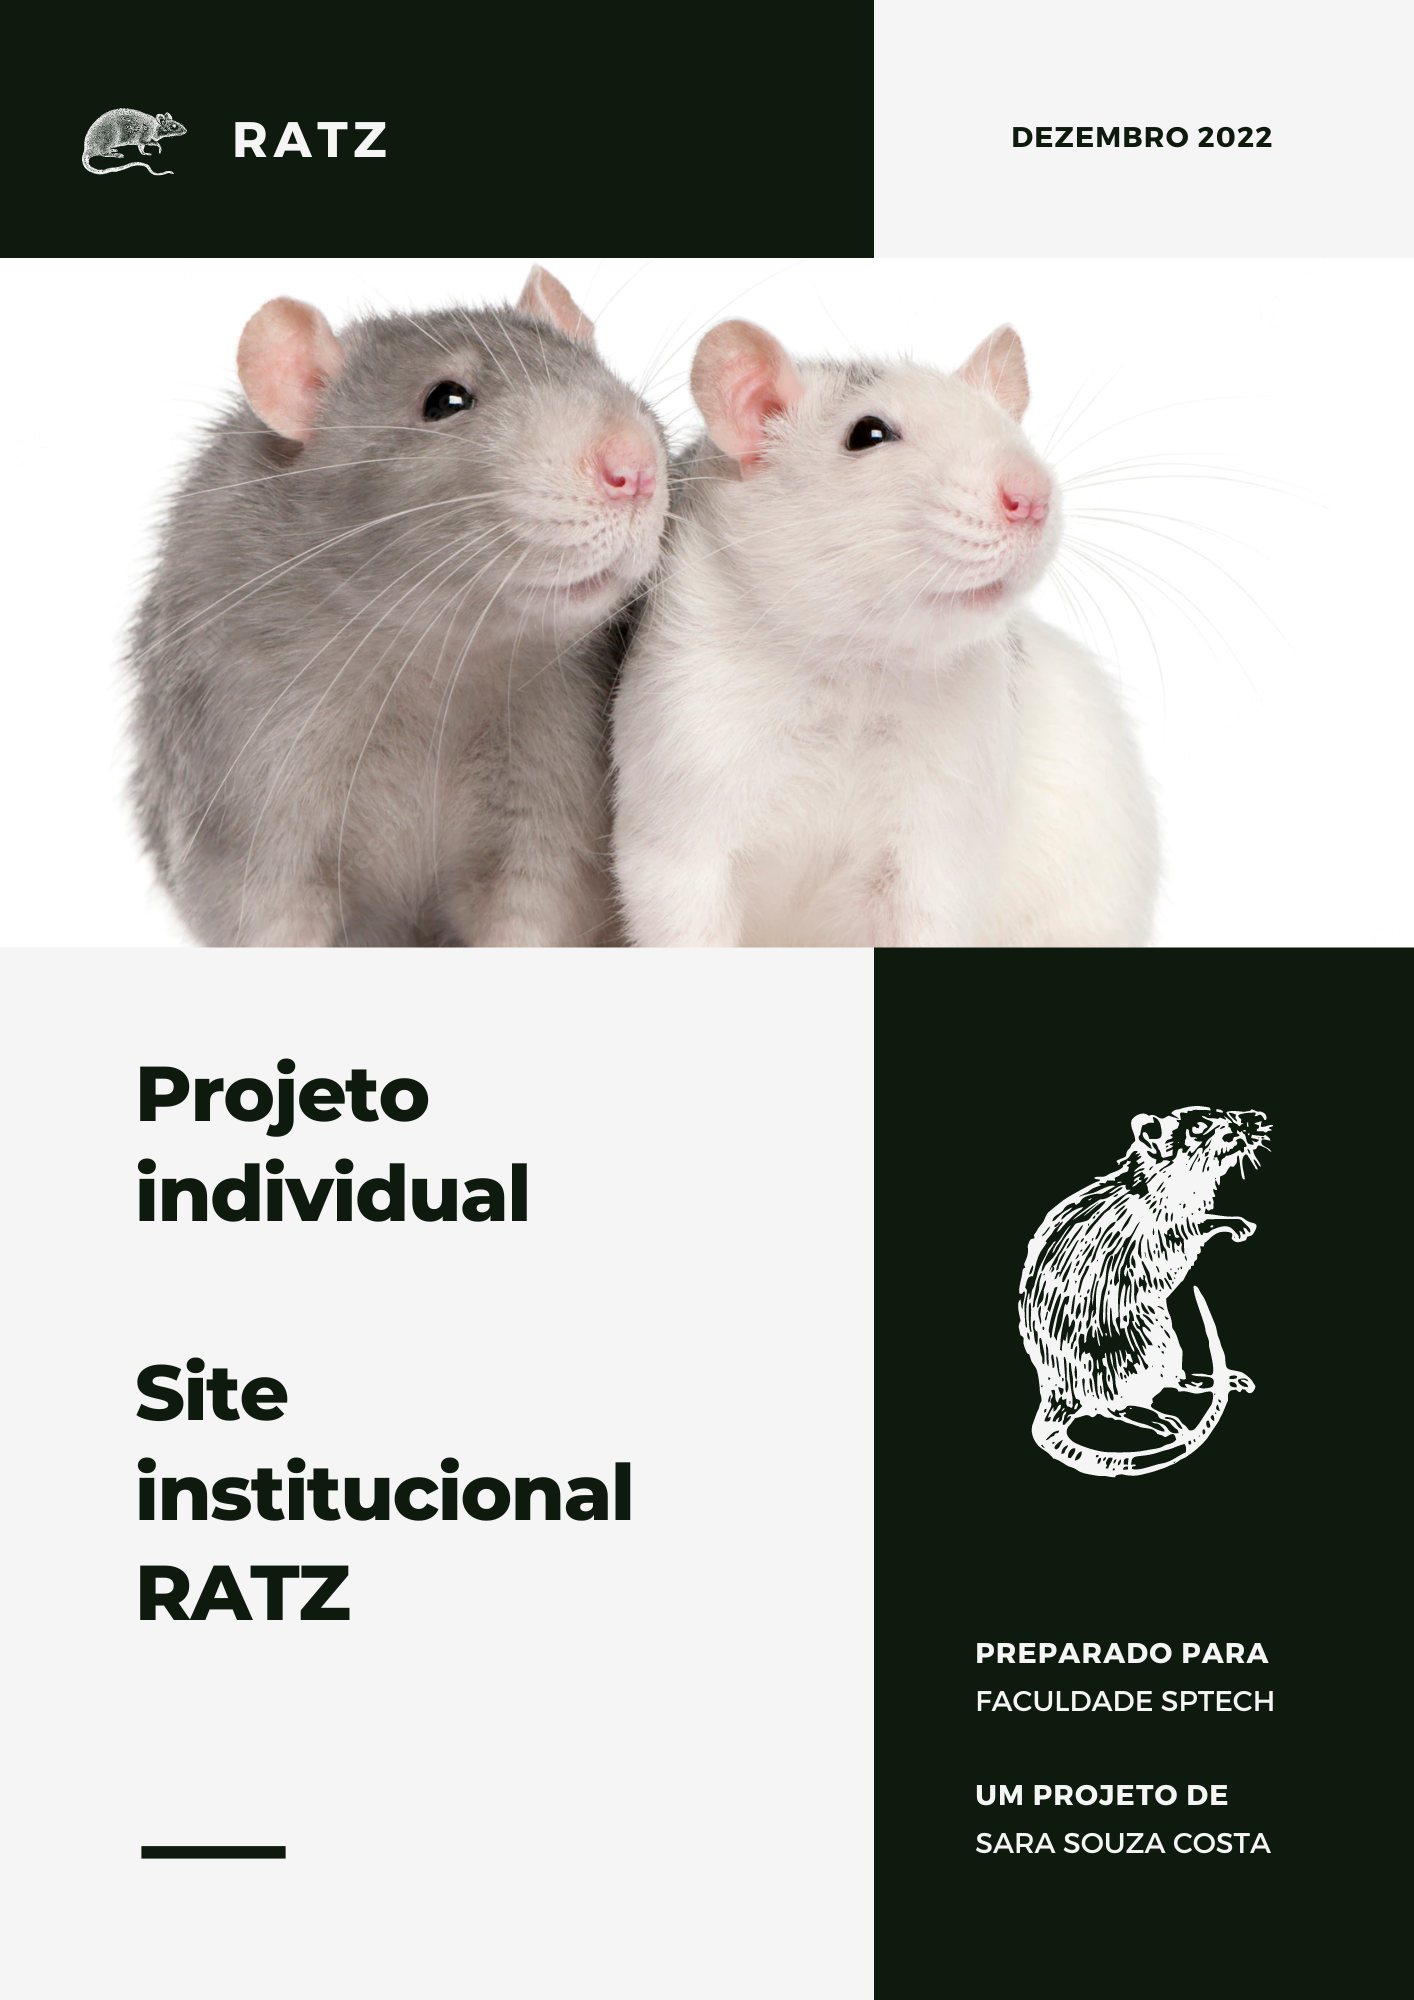 RATZ
DEZEMBRO 2022
Projeto
individual
Site
institucional
RATZ
PREPARADO PARA
FACULDADE SPTECH
UM PROJETO DE
SARA SOUZA COSTA